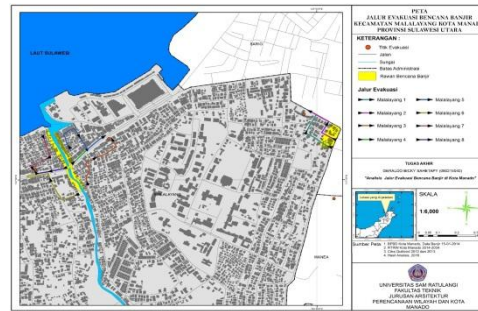 LAUT SULAWESI
SARIO
MALALAYANG
WANEA
PETA
JALUR EVAKUASI BENCANA BANJIR
KECAMATAN MALALAYANG KOTA MANADO
PROVINSI SULAWESI UTARA
KETERANGAN :
Titik Evakuasi
Jalan
Sungai
Batas Administrasi
Rawan Bencana Banjir
Jalur Evakuasi
Malalayang 1
Malalayang 2
Malalayang 3
Malalayang 4
Malalayang 5
Malalayang 6
Malalayang 7
Malalayang 8
TUGAS AKHIR
"Analisis Jalur Evakuasi Bencana Banjir di Kota Manado"
SKALA
1:6,000
Sumber Peta :
UNIVERSITAS SAM RATULANGI
FAKULTAS TEKNIK
JURUSAN ARSITEKTUR
PERENCANAAN WILAYAH DAN KOTA
MANADO